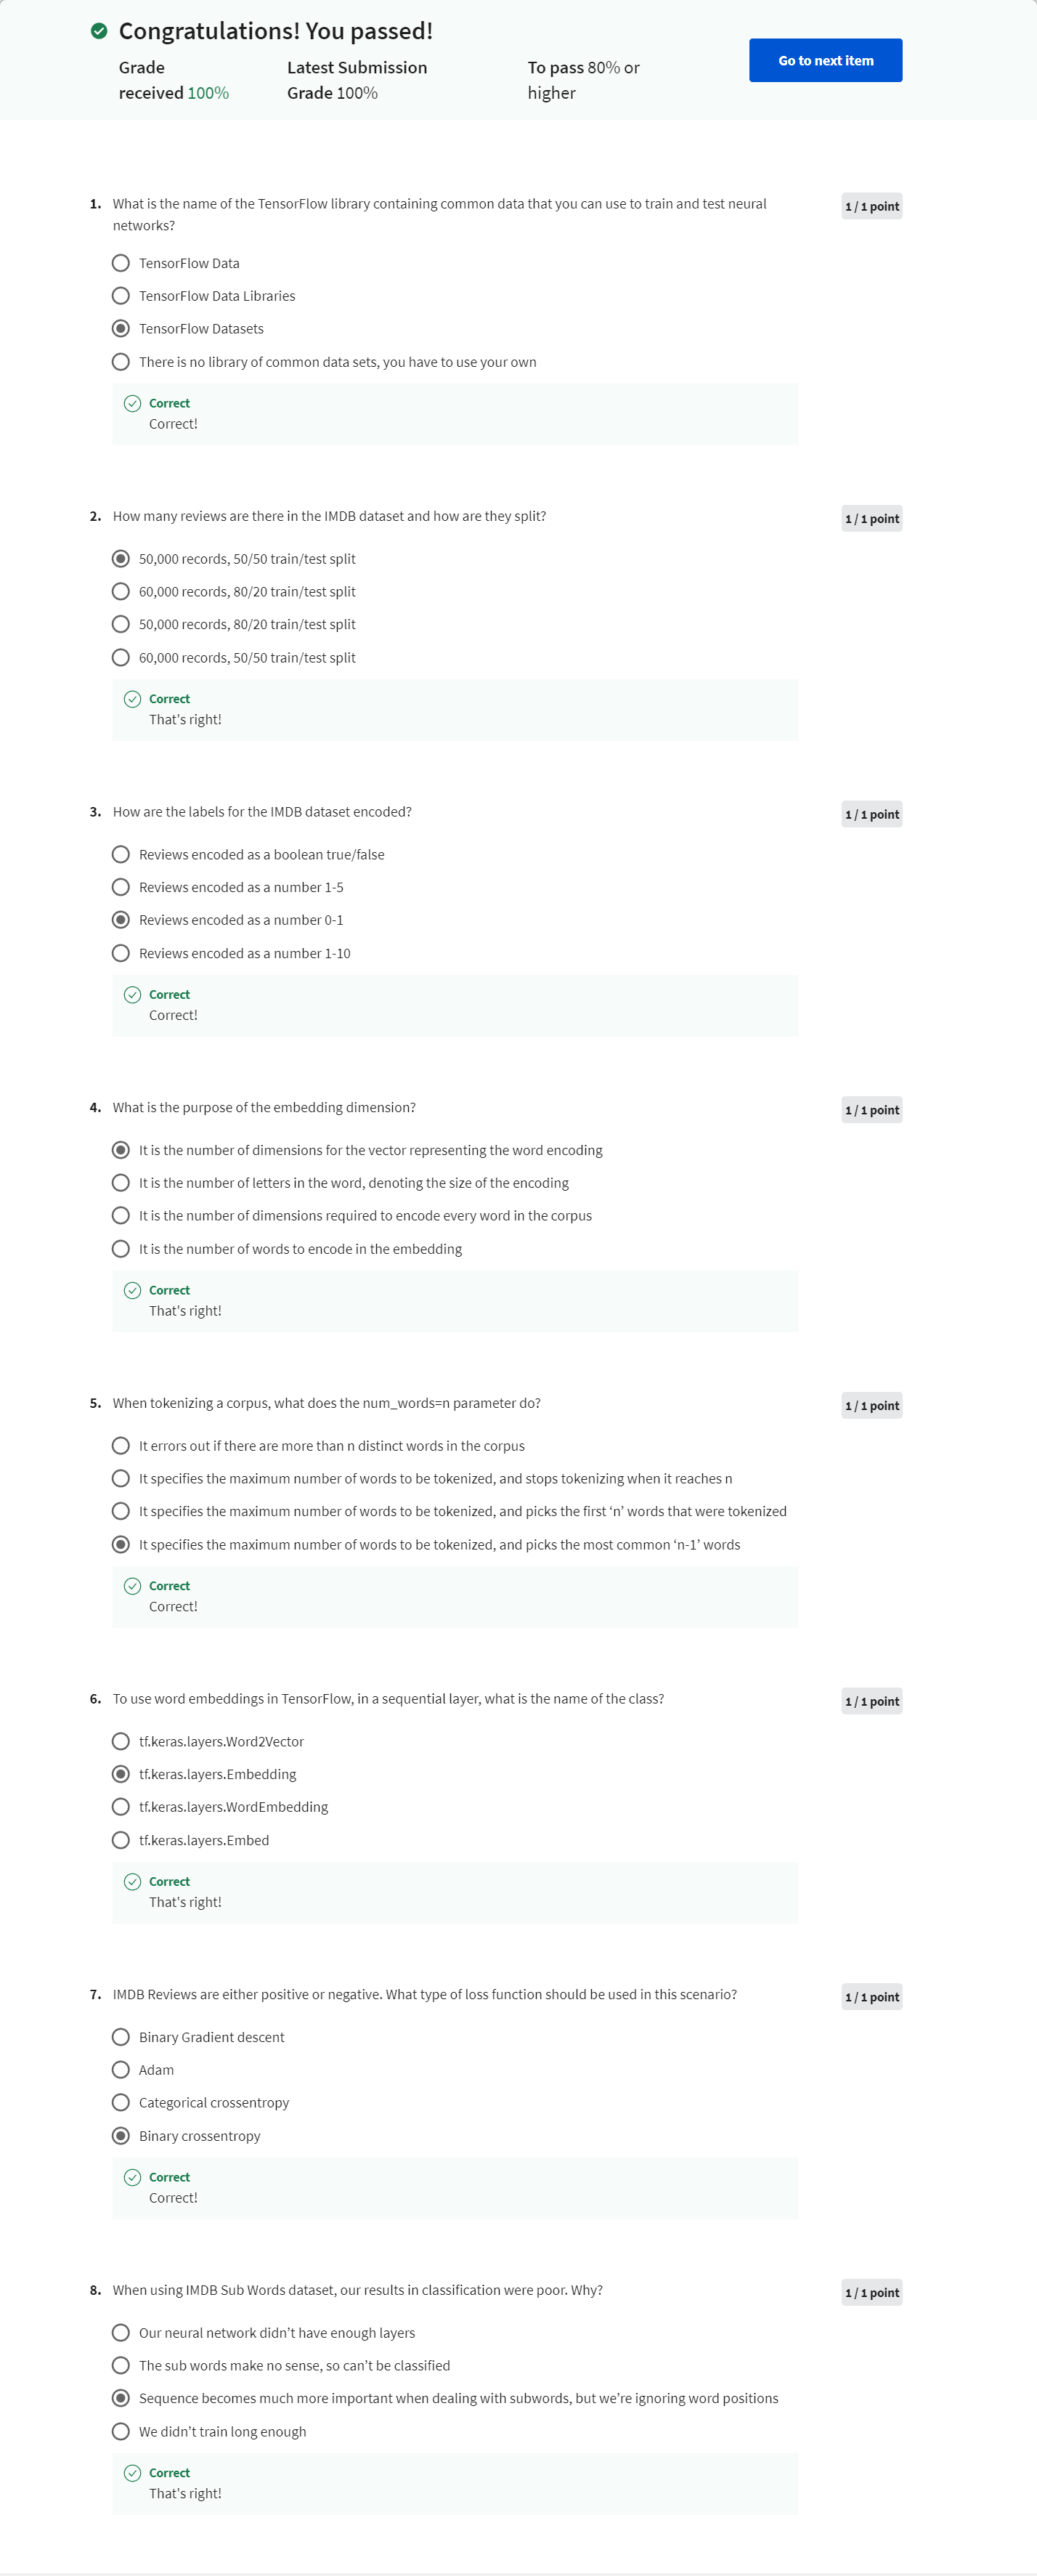 Congratulations! You passed!
Grade received 100%
Latest Submission Grade 100%
To pass 80% or higher
Go to next item
1. What is the name of the TensorFlow library containing common data that you can use to train and test neural
networks?
1 / 1 point
TensorFlow Data
TensorFlow Data Libraries
TensorFlow Datasets
There is no library of common data sets, you have to use your own
Correct
Correct!
2. How many reviews are there in the IMDB dataset and how are they split?
1 / 1 point
50,000 records, 50/50 train/test split
60,000 records, 80/20 train/test split
50,000 records, 80/20 train/test split
60,000 records, 50/50 train/test split
Correct
That's right!
3. How are the labels for the IMDB dataset encoded?
1 / 1 point
Reviews encoded as a boolean true/false
Reviews encoded as a number 1-5
Reviews encoded as a number 0-1
Reviews encoded as a number 1-10
Correct
Correct!
4. What is the purpose of the embedding dimension?
1 / 1 point
It is the number of dimensions for the vector representing the word encoding
It is the number of letters in the word, denoting the size of the encoding
It is the number of dimensions required to encode every word in the corpus
It is the number of words to encode in the embedding
Correct
That's right!
5. When tokenizing a corpus, what does the num_words=n parameter do?
1 / 1 point
It errors out if there are more than n distinct words in the corpus
It specifies the maximum number of words to be tokenized, and stops tokenizing when it reaches n
It specifies the maximum number of words to be tokenized, and picks the first ‘n’ words that were tokenized
It specifies the maximum number of words to be tokenized, and picks the most common ‘n-1’ words
Correct
Correct!
6. To use word embeddings in TensorFlow, in a sequential layer, what is the name of the class?
1 / 1 point
tf.keras.layers.Word2Vector
tf.keras.layers.Embedding
tf.keras.layers.WordEmbedding
tf.keras.layers.Embed
Correct
That's right!
7. IMDB Reviews are either positive or negative. What type of loss function should be used in this scenario?
1 / 1 point
Binary Gradient descent
Adam
Categorical crossentropy
Binary crossentropy
Correct
Correct!
8. When using IMDB Sub Words dataset, our results in classification were poor. Why?
1 / 1 point
Our neural network didn’t have enough layers
The sub words make no sense, so can’t be classified
Sequence becomes much more important when dealing with subwords, but we’re ignoring word positions
We didn’t train long enough
Correct
That's right!